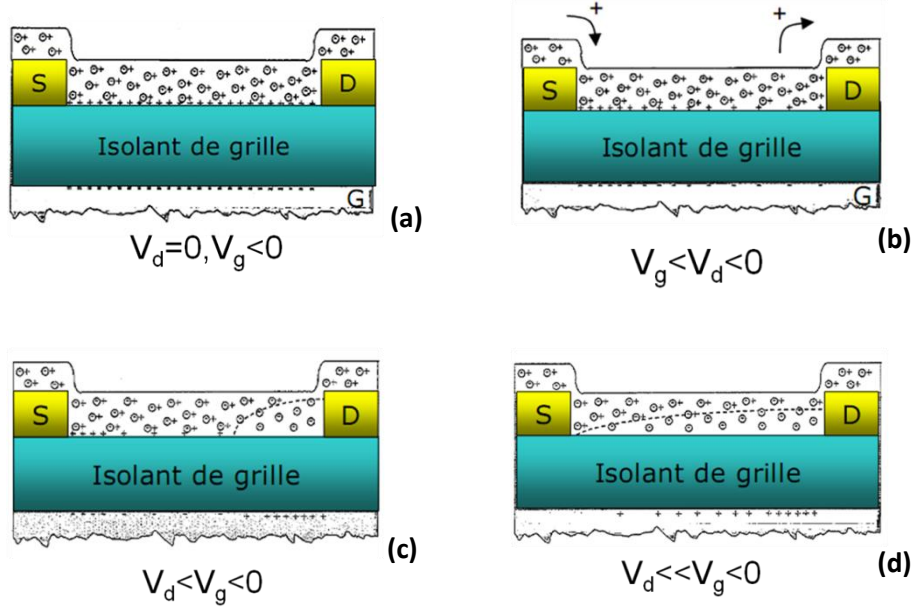 S D
Isolant de grille
G
(a)
V_d=0,V_g<0
+ +
S D
Isolant de grille
G
(b)
V_g<V_d<0
S D
Isolant de grille
(c)
V_d<V_g<0
S D
Isolant de grille
(d)
V_d<<V_g<0